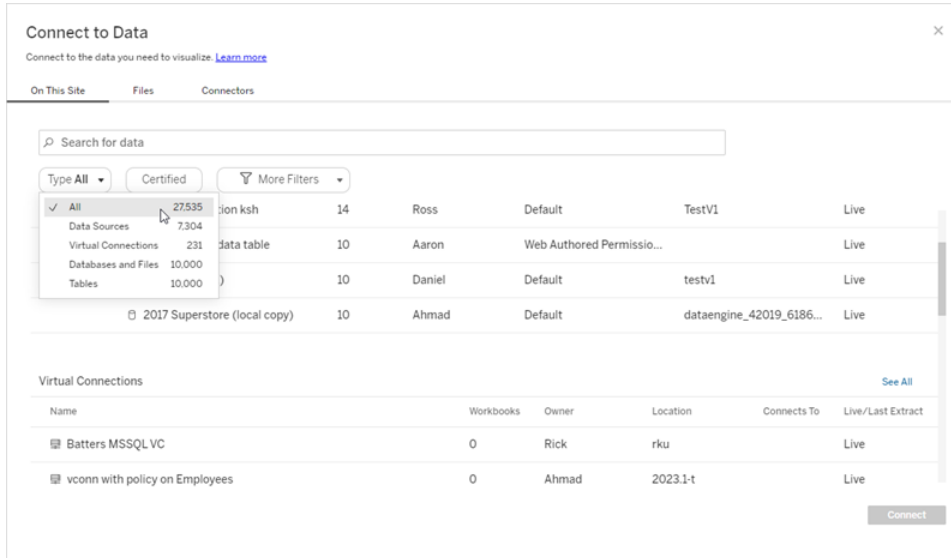 Connect to Data
Connect to the data you need to visualize. Learn more
On This Site Files Connectors
Search for data
Type All Certified More Filters
All 27,535
Data Sources 7,304
Virtual Connections 231
Databases and Files 10,000
Tables 10,000
ion ksh 14 Ross Default TestV1 Live
data table 10 Aaron Web Authored Permissio... Live
) 10 Daniel Default testv1 Live
2017 Superstore (local copy) 10 Ahmad Default dataengine_42019_6186... Live
Virtual Connections See All
Name Workbooks Owner Location Connects To Live/Last Extract
Batters MSSQL VC 0 Rick rku Live
vconn with policy on Employees 0 Ahmad 2023.1-t Live
Connect